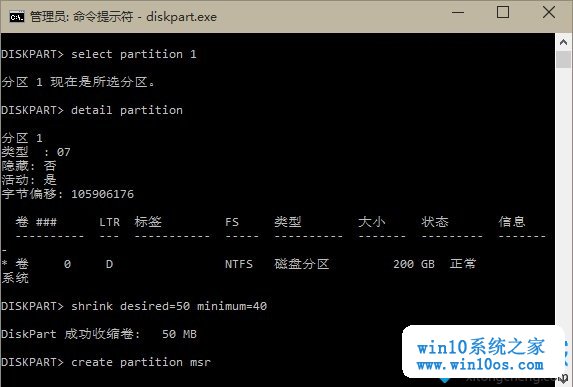 管理员: 命令提示符 - diskpart.exe
DISKPART> select partition 1
分区 1 现在是所选分区。
DISKPART> detail partition
分区 1
类型 : 07
隐藏: 否
活动: 是
字节偏移: 105906176
卷 ### LTR 标签 FS 类型 大小 状态 信息
---------- --- ----------- ----- ---------- ------- --------- -------
-
* 卷 0 D NTFS 磁盘分区 200 GB 正常
系统
DISKPART> shrink desired=50 minimum=40
DiskPart 成功收缩卷: 50 MB
DISKPART> create partition msr
win10系统之家
www.win10os.com